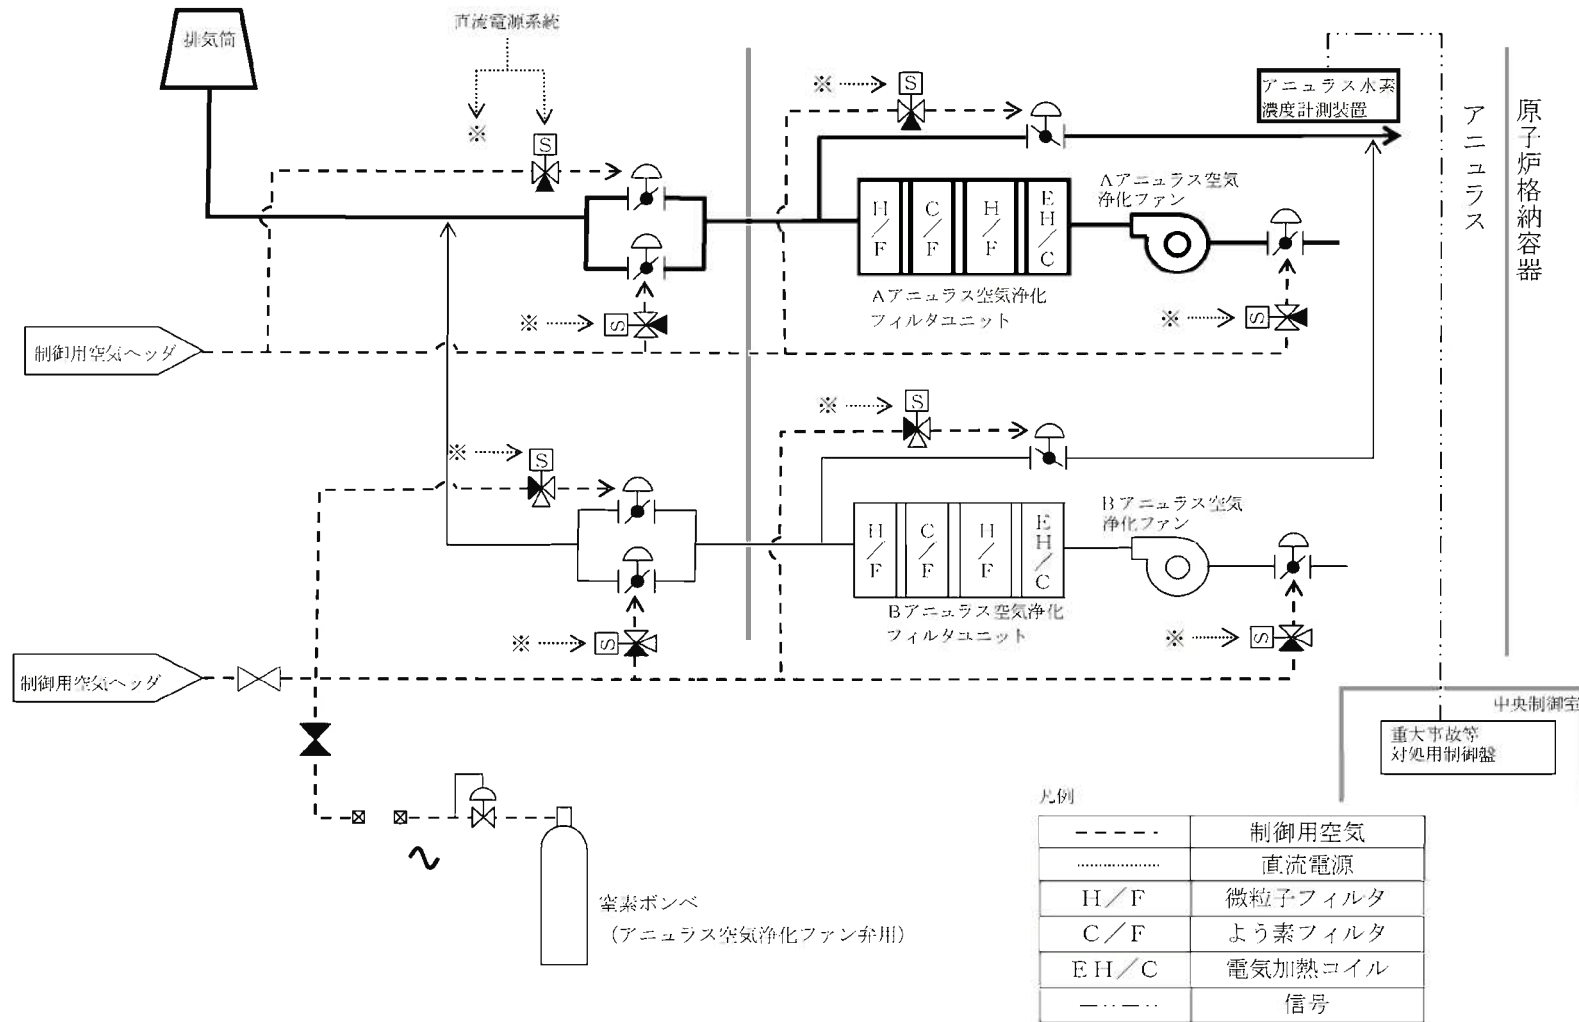 排気筒
直流電源系統
※
※
S
S
※
S
※
S
アニュラス水素
濃度計測装置
アニュラス
原子炉格納容器
H/F
C/F
H/F
EH/C
Aアニュラス空気
浄化ファン
Aアニュラス空気浄化
フィルタユニット
※
S
制御用空気ヘッダ
※
S
※
S
※
S
H/F
C/F
H/F
EH/C
Bアニュラス空気
浄化ファン
Bアニュラス空気浄化
フィルタユニット
※
S
制御用空気ヘッダ
中央制御室
重大事故等
対処用制御盤
窒素ボンベ
（アニュラス空気浄化ファン弁用）
凡例
制御用空気
直流電源
H/F 微粒子フィルタ
C/F よう素フィルタ
EH/C 電気加熱コイル
信号